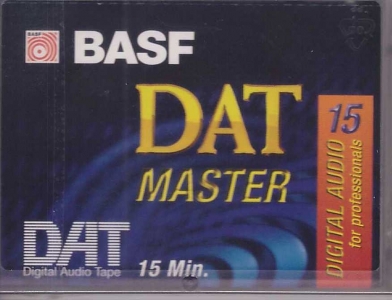 BASF
BASF
DAT
MASTER
15
DIGITAL AUDIO
for professionals
DAT
Digital Audio Tape
15 Min.